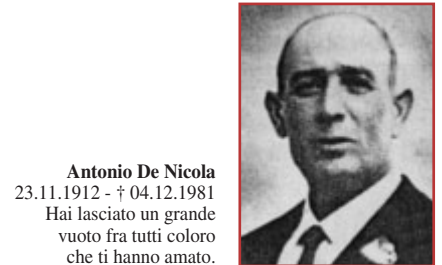 Antonio De Nicola
23.11.1912 - † 04.12.1981
Hai lasciato un grande
vuoto fra tutti coloro
che ti hanno amato.